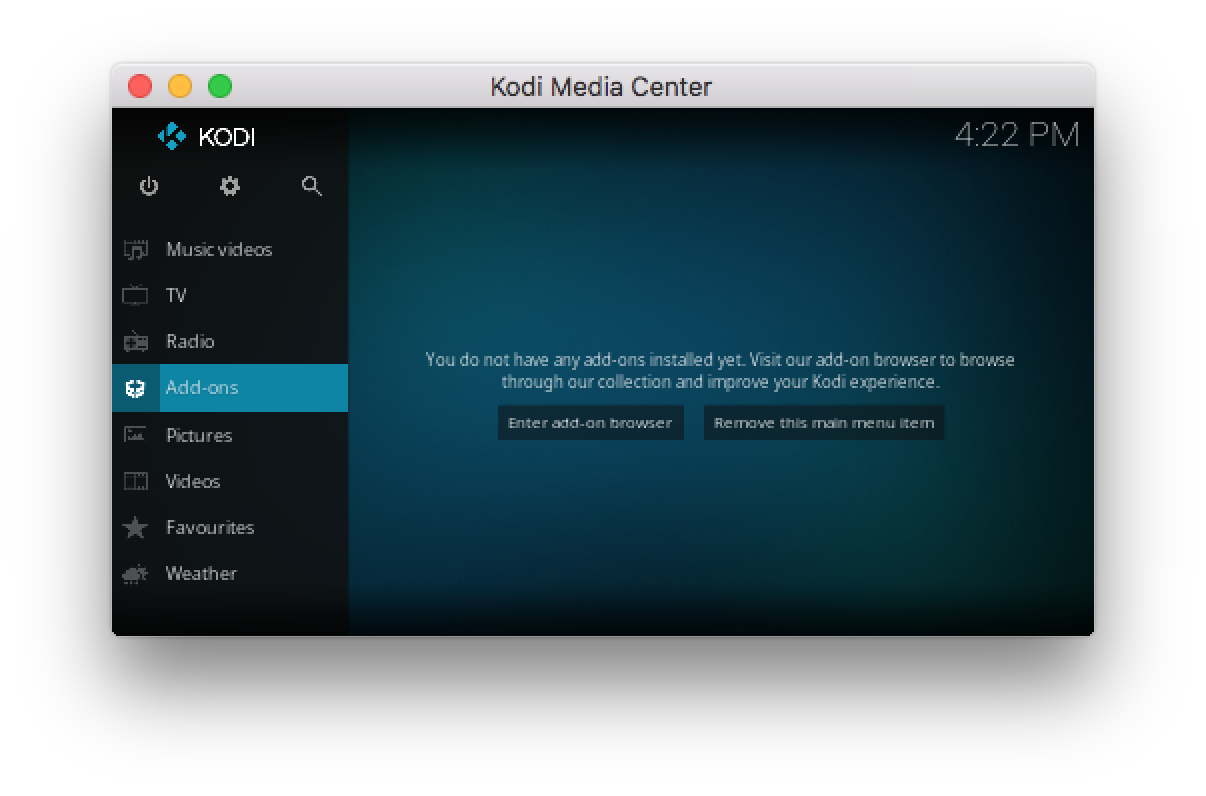 Kodi Media Center
KODI
4:22 PM
Music videos
TV
Radio
Add-ons
Pictures
Videos
Favourites
Weather
You do not have any add-ons installed yet. Visit our add-on browser to browse
through our collection and improve your Kodi experience.
Enter add-on browser
Remove this main menu item